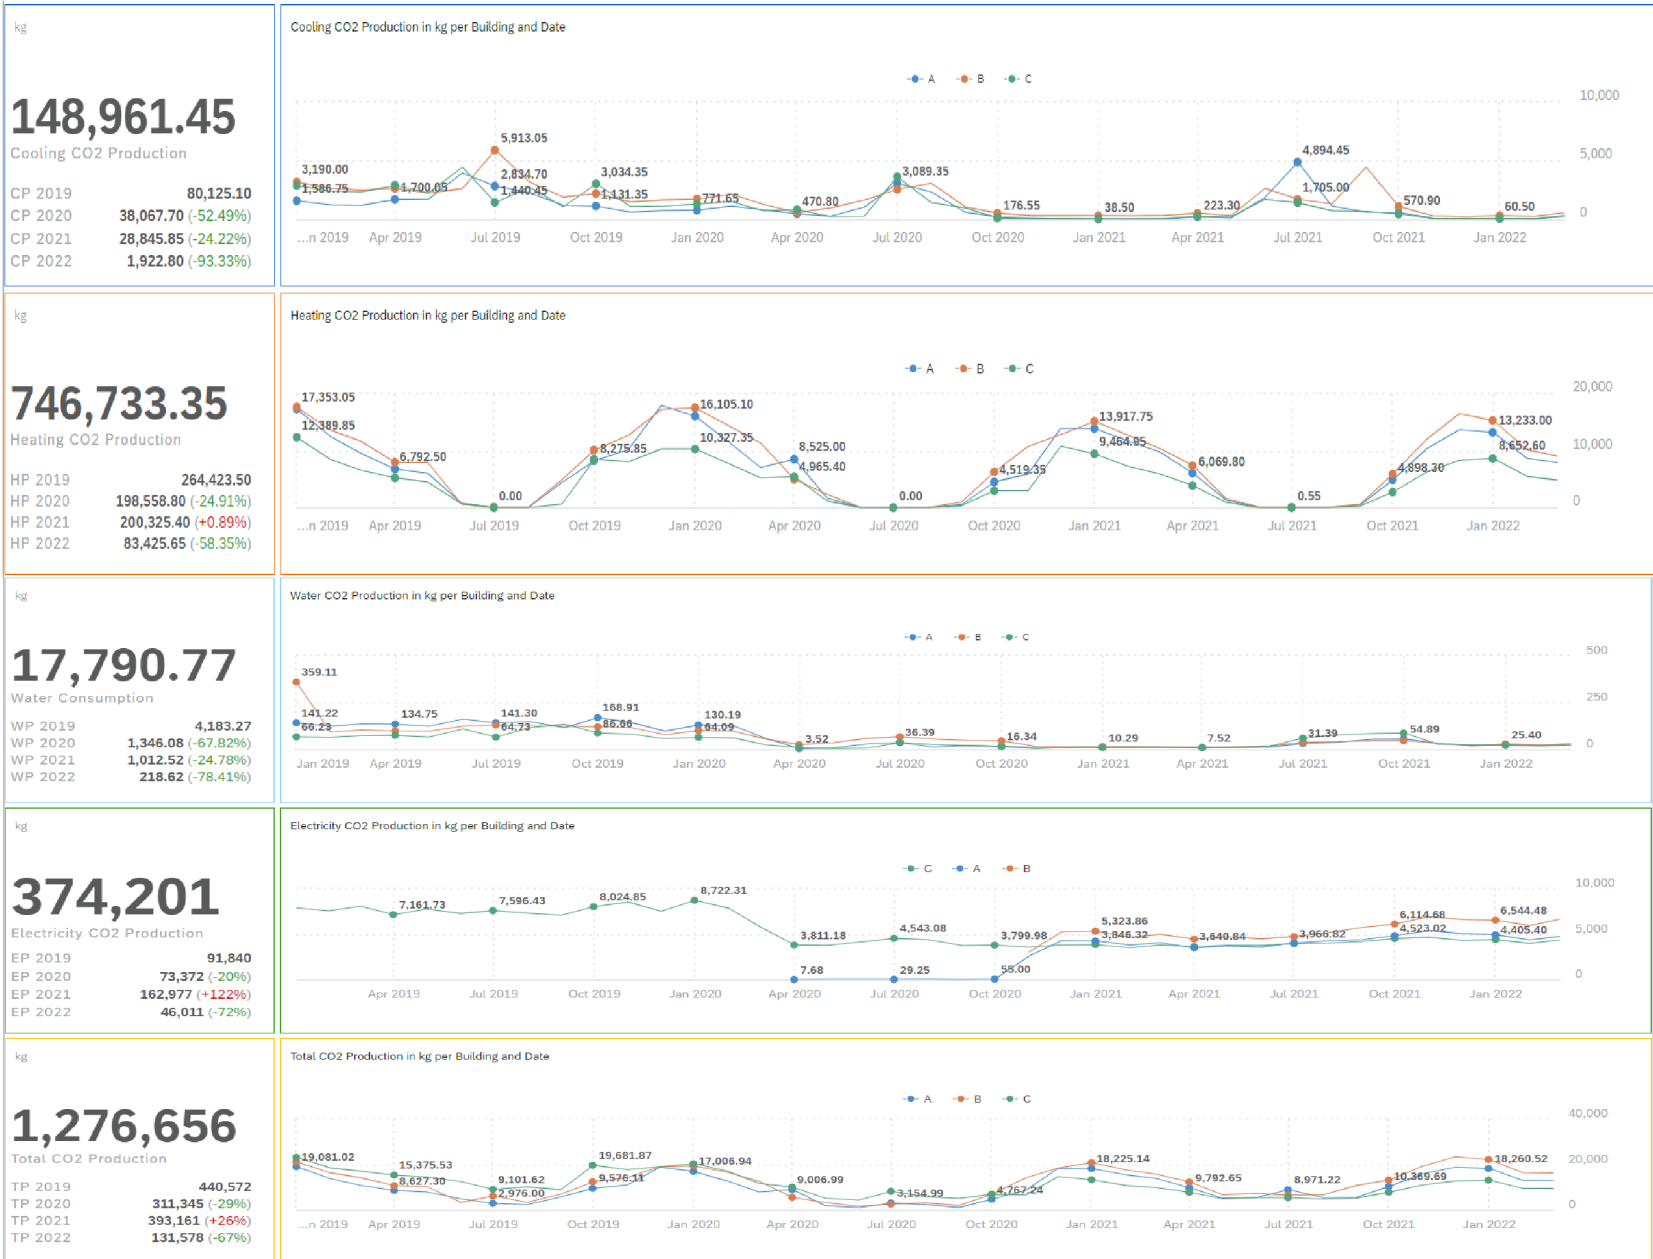 kg
148,961.45
Cooling CO2 Production
CP 2019 80,125.10
CP 2020 38,067.70 (-52.49%)
CP 2021 28,845.85 (-24.22%)
CP 2022 1,922.80 (-93.33%)
Cooling CO2 Production in kg per Building and Date
A B C
10,000
5,000
0
5,913.05
3,190.00
1,586.75
1,700.05
2,834.70
1,440.45
3,034.35
1,131.35
771.65
470.80
3,089.35
176.55
38.50
223.30
4,894.45
1,705.00
570.90
60.50
...n 2019 Apr 2019 Jul 2019 Oct 2019 Jan 2020 Apr 2020 Jul 2020 Oct 2020 Jan 2021 Apr 2021 Jul 2021 Oct 2021 Jan 2022
kg
746,733.35
Heating CO2 Production
HP 2019 264,423.50
HP 2020 198,558.80 (-24.91%)
HP 2021 200,325.40 (+0.89%)
HP 2022 83,425.65 (-58.35%)
Heating CO2 Production in kg per Building and Date
A B C
20,000
10,000
0
17,353.05
12,389.85
6,792.50
0.00
8,275.85
16,105.10
10,327.35
8,525.00
4,965.40
0.00
4,519.35
13,917.75
9,464.95
6,069.80
0.55
4,898.30
13,233.00
8,652.60
...n 2019 Apr 2019 Jul 2019 Oct 2019 Jan 2020 Apr 2020 Jul 2020 Oct 2020 Jan 2021 Apr 2021 Jul 2021 Oct 2021 Jan 2022
kg
17,790.77
Water Consumption
WP 2019 4,183.27
WP 2020 1,346.08 (-67.82%)
WP 2021 1,012.52 (-24.78%)
WP 2022 218.62 (-78.41%)
Water CO2 Production in kg per Building and Date
A B C
500
250
0
359.11
141.22
66.23
134.75
141.30
64.73
168.91
86.66
130.19
64.09
3.52
36.39
16.34
10.29
7.52
31.39
54.89
25.40
Jan 2019 Apr 2019 Jul 2019 Oct 2019 Jan 2020 Apr 2020 Jul 2020 Oct 2020 Jan 2021 Apr 2021 Jul 2021 Oct 2021 Jan 2022
kg
374,201
Electricity CO2 Production
EP 2019 91,840
EP 2020 73,372 (-20%)
EP 2021 162,977 (+122%)
EP 2022 46,011 (-72%)
Electricity CO2 Production in kg per Building and Date
C A B
10,000
5,000
0
7,161.73
7,596.43
8,024.85
8,722.31
3,811.18
7.68
4,543.08
29.25
3,799.98
55.00
5,323.86
3,846.32
3,640.84
3,966.82
6,114.68
4,523.02
6,544.48
4,405.40
Apr 2019 Jul 2019 Oct 2019 Jan 2020 Apr 2020 Jul 2020 Oct 2020 Jan 2021 Apr 2021 Jul 2021 Oct 2021 Jan 2022
kg
1,276,656
Total CO2 Production
TP 2019 440,572
TP 2020 311,345 (-29%)
TP 2021 393,161 (+26%)
TP 2022 131,578 (-67%)
Total CO2 Production in kg per Building and Date
A B C
40,000
20,000
0
19,081.02
15,375.53
8,627.30
9,101.62
2,976.00
19,681.87
9,576.11
17,006.94
9,006.99
3,154.99
4,767.24
18,225.14
9,792.65
8,971.22
10,369.69
18,260.52
...n 2019 Apr 2019 Jul 2019 Oct 2019 Jan 2020 Apr 2020 Jul 2020 Oct 2020 Jan 2021 Apr 2021 Jul 2021 Oct 2021 Jan 2022